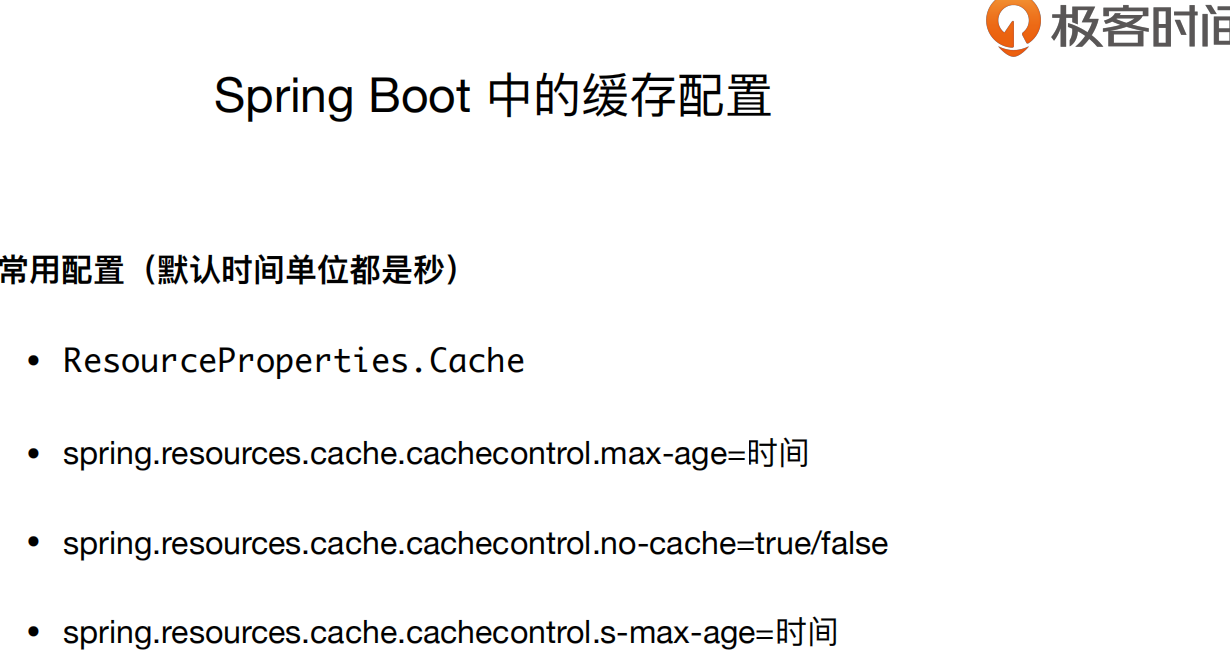 极客时间
Spring Boot 中的缓存配置
常用配置（默认时间单位都是秒）
• ResourceProperties.Cache
• spring.resources.cache.cachecontrol.max-age=时间
• spring.resources.cache.cachecontrol.no-cache=true/false
• spring.resources.cache.cachecontrol.s-max-age=时间